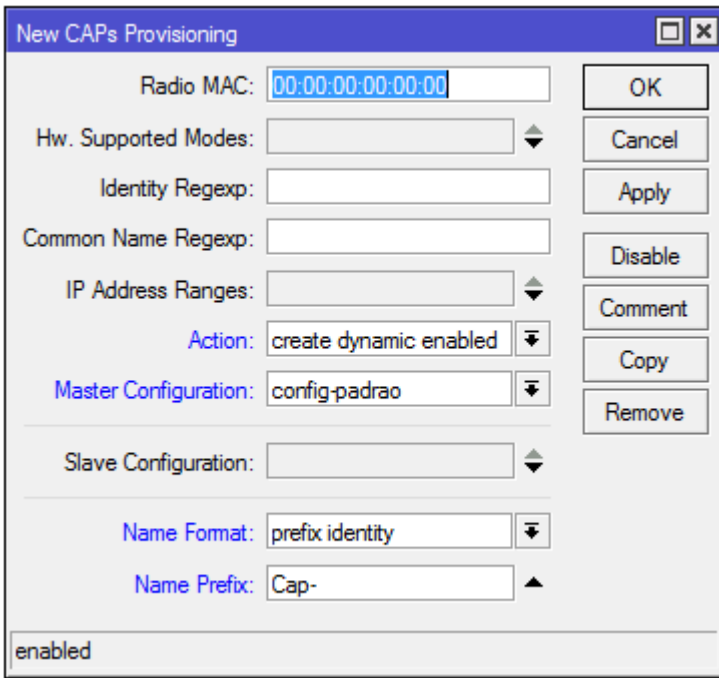 New CAPs Provisioning
Radio MAC: 00:00:00:00:00:00
OK
Hw. Supported Modes:
Cancel
Identity Regexp:
Apply
Common Name Regexp:
Disable
IP Address Ranges:
Comment
Action: create dynamic enabled
Copy
Master Configuration: config-padrao
Remove
Slave Configuration:
Name Format: prefix identity
Name Prefix: Cap-
enabled